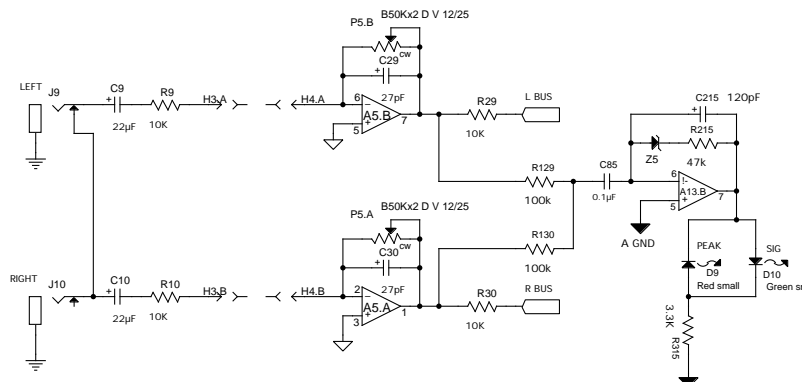 P5.B
B50Kx2 D V 12/25
CW
C29
+
27pF
LEFT
J9
C9
+
22µF
R9
10K
H3.A
H4.A
6
−
A5.B
5
+
7
R29
10K
L BUS
C215
120pF
+
R215
Z5
47k
R129
100k
C85
0.1µF
6
!-
A13.B
5
+
7
A GND
P5.A
B50Kx2 D V 12/25
CW
C30
+
27pF
R130
100k
RIGHT
J10
C10
+
22µF
R10
10K
H3.B
H4.B
2
−
A5.A
3
+
1
R30
10K
R BUS
PEAK
D9
Red small
SIG
D10
Green sr
3.3K
R315